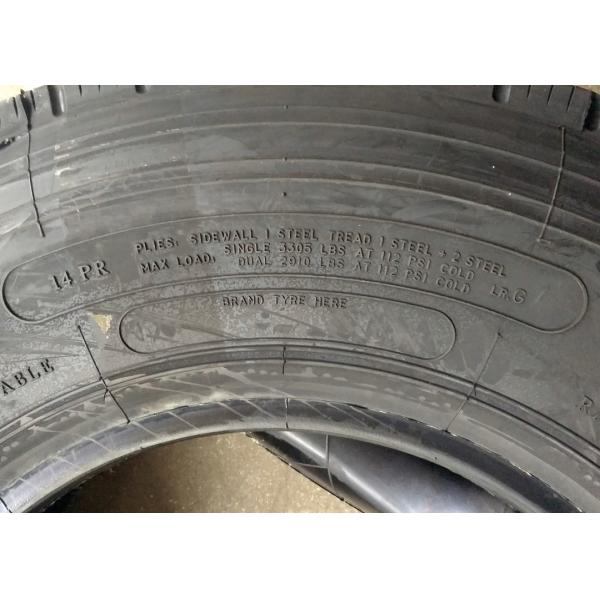 14 PR
PLIES: SIDEWALL 1 STEEL TREAD 1 STEEL + 2 STEEL
MAX LOAD: SINGLE 3305 LBS AT 112 PSI COLD
DUAL 2910 LBS AT 112 PSI COLD LR.G
BRAND TYRE HERE
ABLE
RA